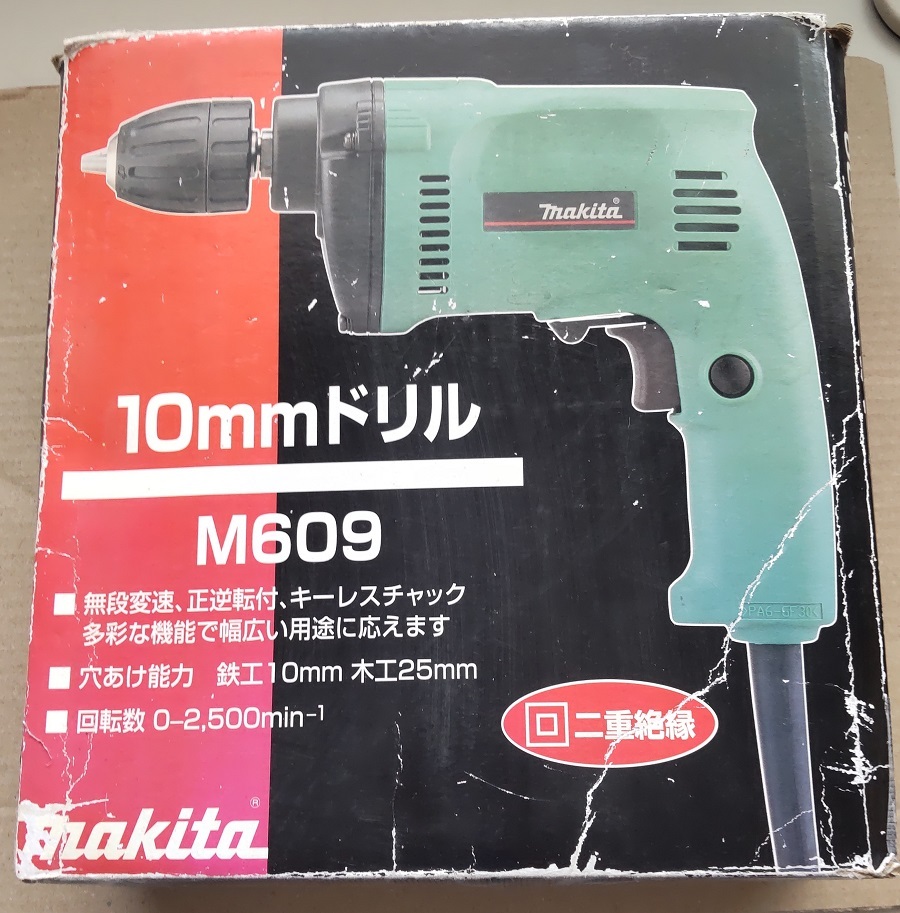 makita®
10mmドリル
M609
■ 無段変速、正逆転付、キーレスチャック
多彩な機能で幅広い用途に応えます
■ 穴あけ能力 鉄工10mm 木工25mm
■ 回転数 0–2,500min⁻¹
回 二重絶縁
makita®